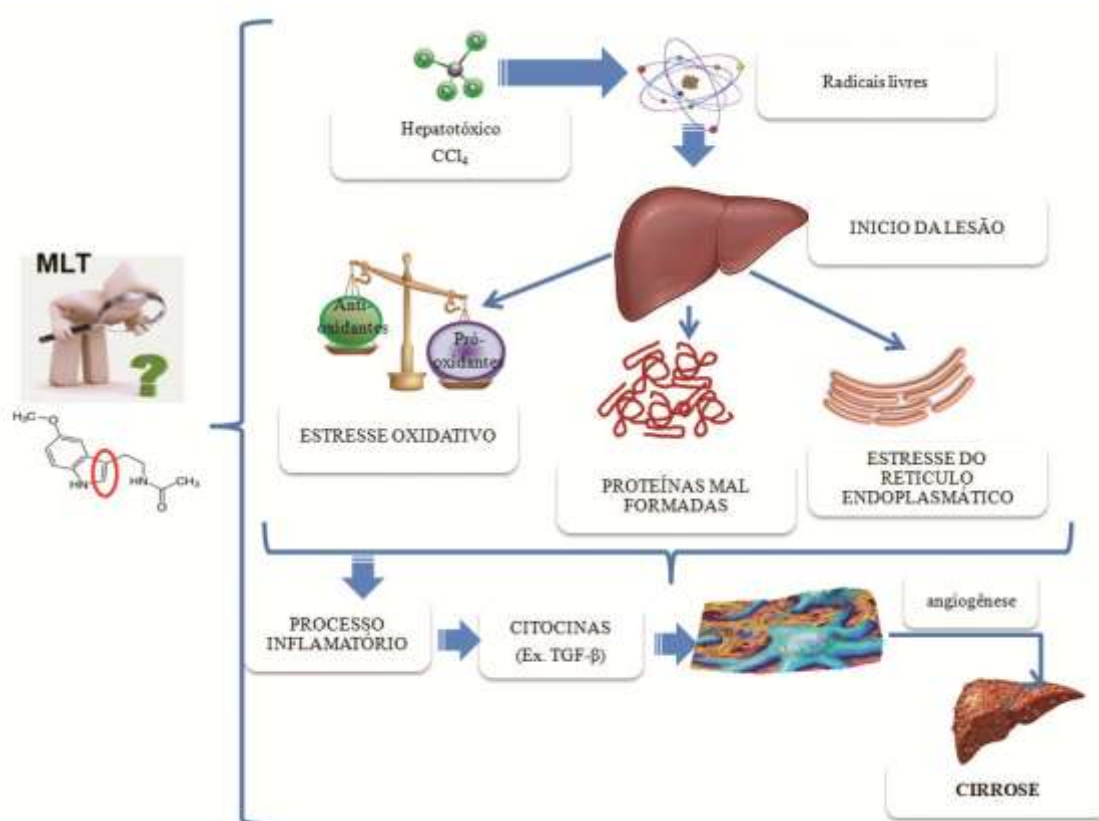 MLT
?
H₃C
O
HN
HN
CH₃
O
Hepatotóxico
CCl₄
Radicais livres
INICIO DA LESÃO
Anti-
oxidantes
Pró-
oxidantes
ESTRESSE OXIDATIVO
PROTEÍNAS MAL
FORMADAS
ESTRESSE DO
RETICULO
ENDOPLASMÁTICO
PROCESSO
INFLAMATÓRIO
CITOCINAS
(Ex. TGF-β)
angiogênese
CIRROSE